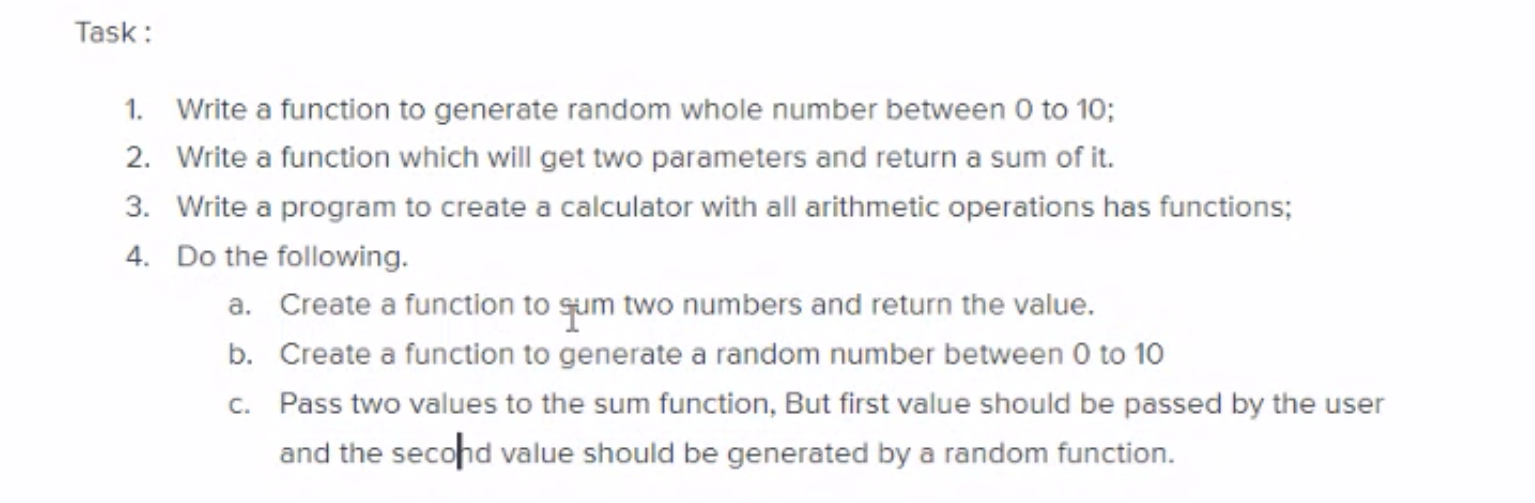 Task :
1. Write a function to generate random whole number between 0 to 10;
2. Write a function which will get two parameters and return a sum of it.
3. Write a program to create a calculator with all arithmetic operations has functions;
4. Do the following.
a. Create a function to sum two numbers and return the value.
b. Create a function to generate a random number between 0 to 10
c. Pass two values to the sum function, But first value should be passed by the user
and the second value should be generated by a random function.